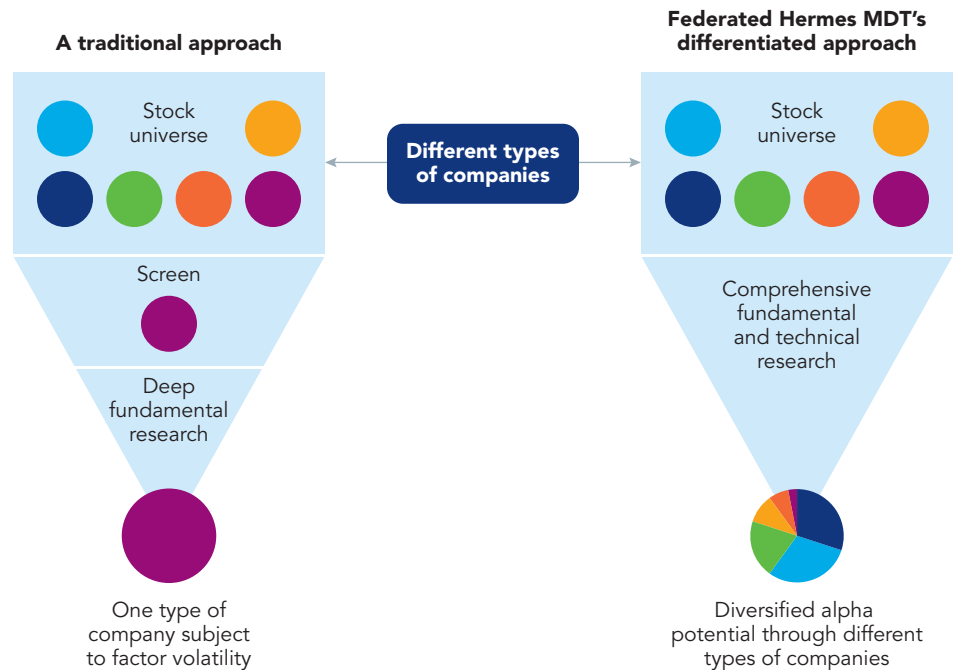 A traditional approach
Stock
universe
Screen
Deep
fundamental
research
One type of
company subject
to factor volatility
Different types
of companies
Federated Hermes MDT’s
differentiated approach
Stock
universe
Comprehensive
fundamental
and technical
research
Diversified alpha
potential through different
types of companies